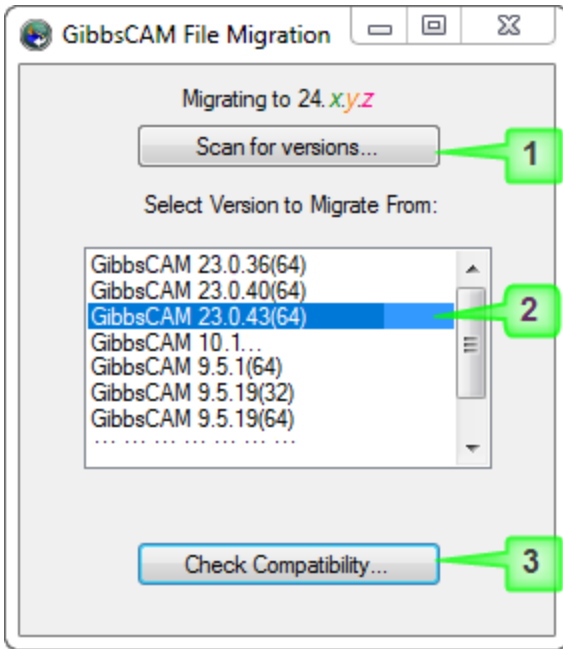 GibbsCAM File Migration
Migrating to 24.x.y.z
Scan for versions...
1
Select Version to Migrate From:
GibbsCAM 23.0.36(64)
GibbsCAM 23.0.40(64)
GibbsCAM 23.0.43(64)
2
GibbsCAM 10.1...
GibbsCAM 9.5.1(64)
GibbsCAM 9.5.19(32)
GibbsCAM 9.5.19(64)
... ... ... ... ... ... ...
Check Compatibility...
3